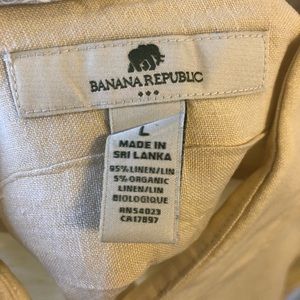 BANANA REPUBLIC
L
MADE IN
SRI LANKA
95% LINEN/LIN
5% ORGANIC
LINEN/LIN
BIOLOGIQUE
RN54023
CA17897